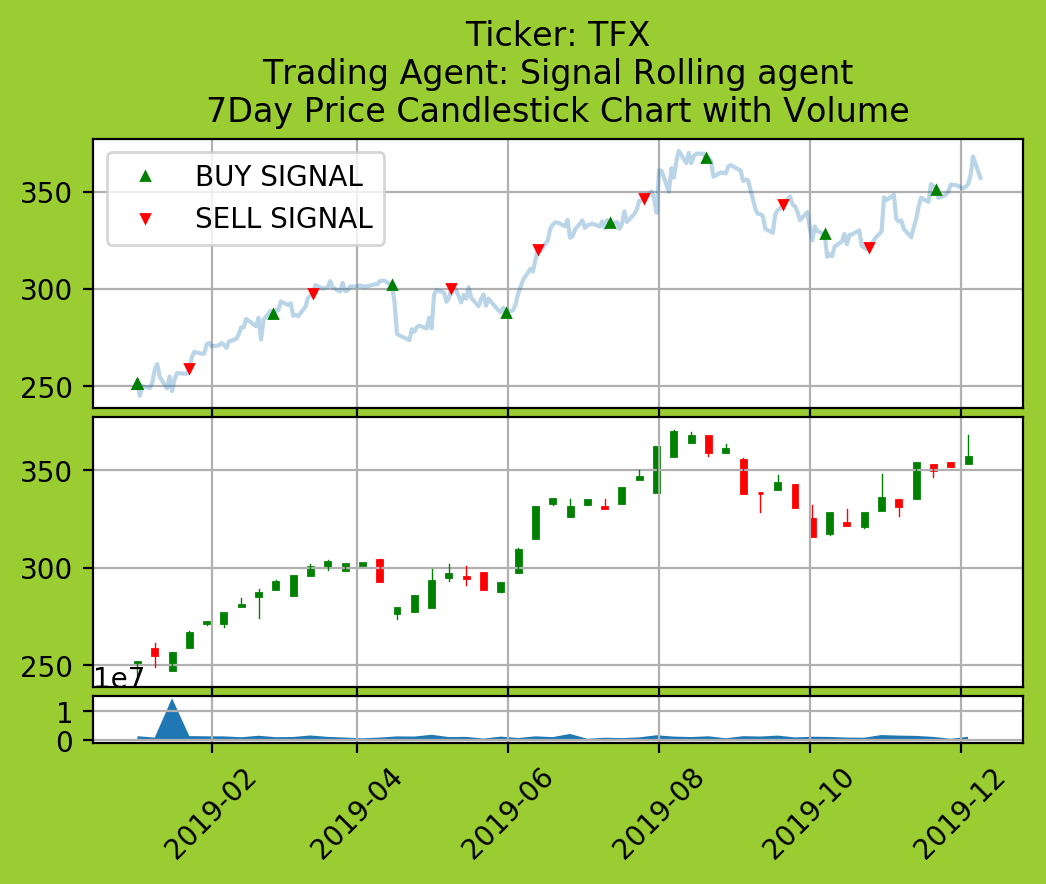 Ticker: TFX
Trading Agent: Signal Rolling agent
7Day Price Candlestick Chart with Volume
BUY SIGNAL
SELL SIGNAL
350
300
250
350
300
250
1e7
1
0
2019-02
2019-04
2019-06
2019-08
2019-10
2019-12